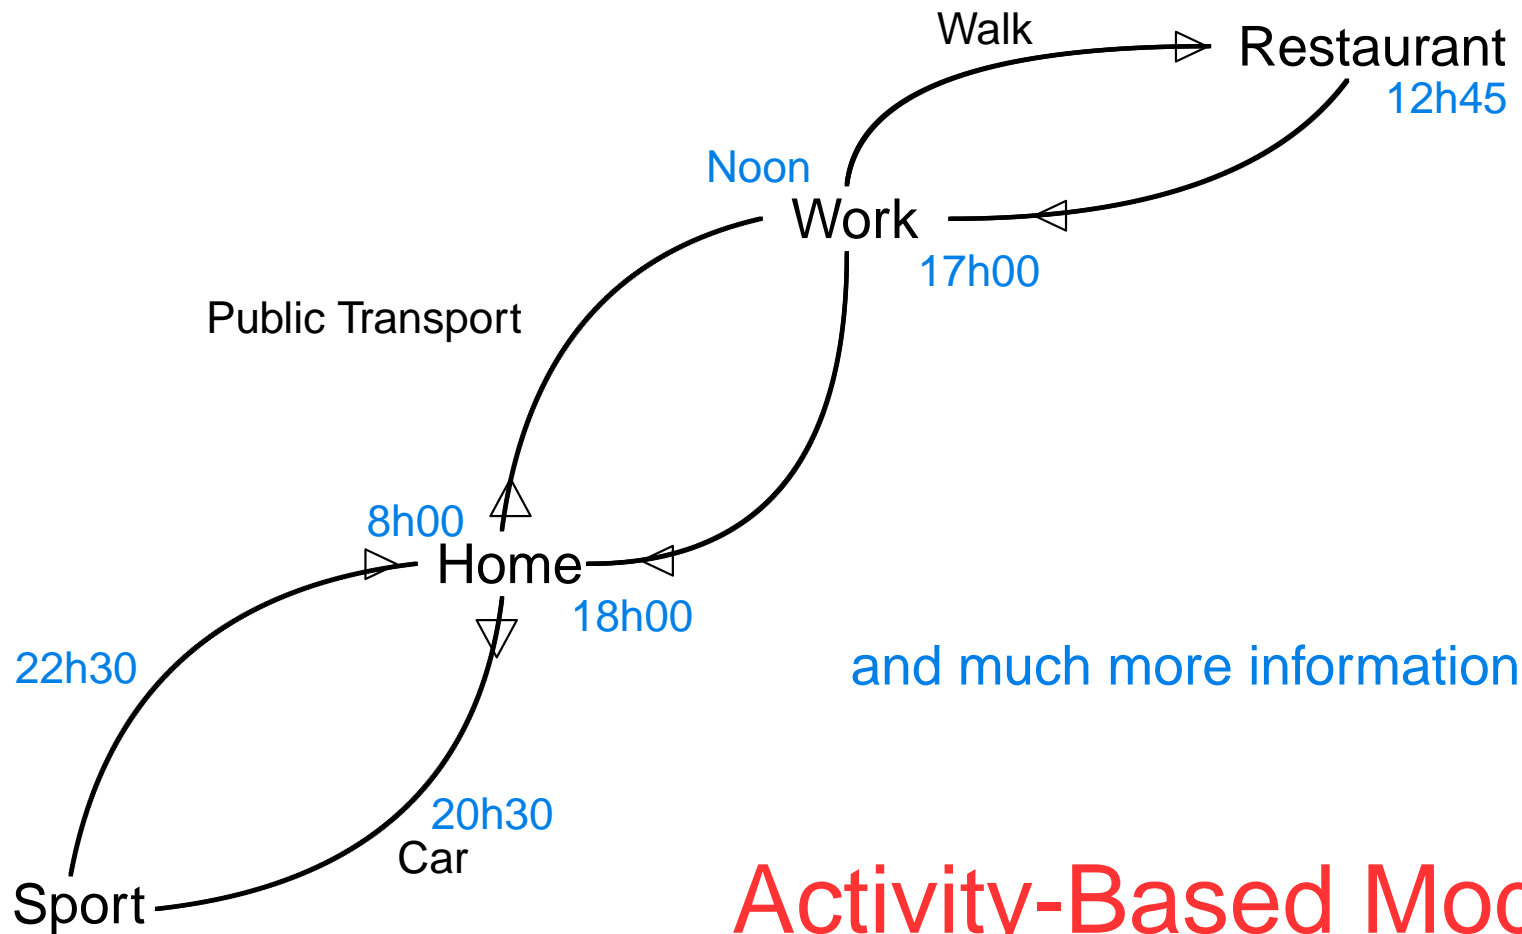 Walk
Restaurant
12h45
Noon
Work
17h00
Public Transport
8h00
Home
18h00
22h30
and much more information
20h30
Car
Sport
Activity-Based